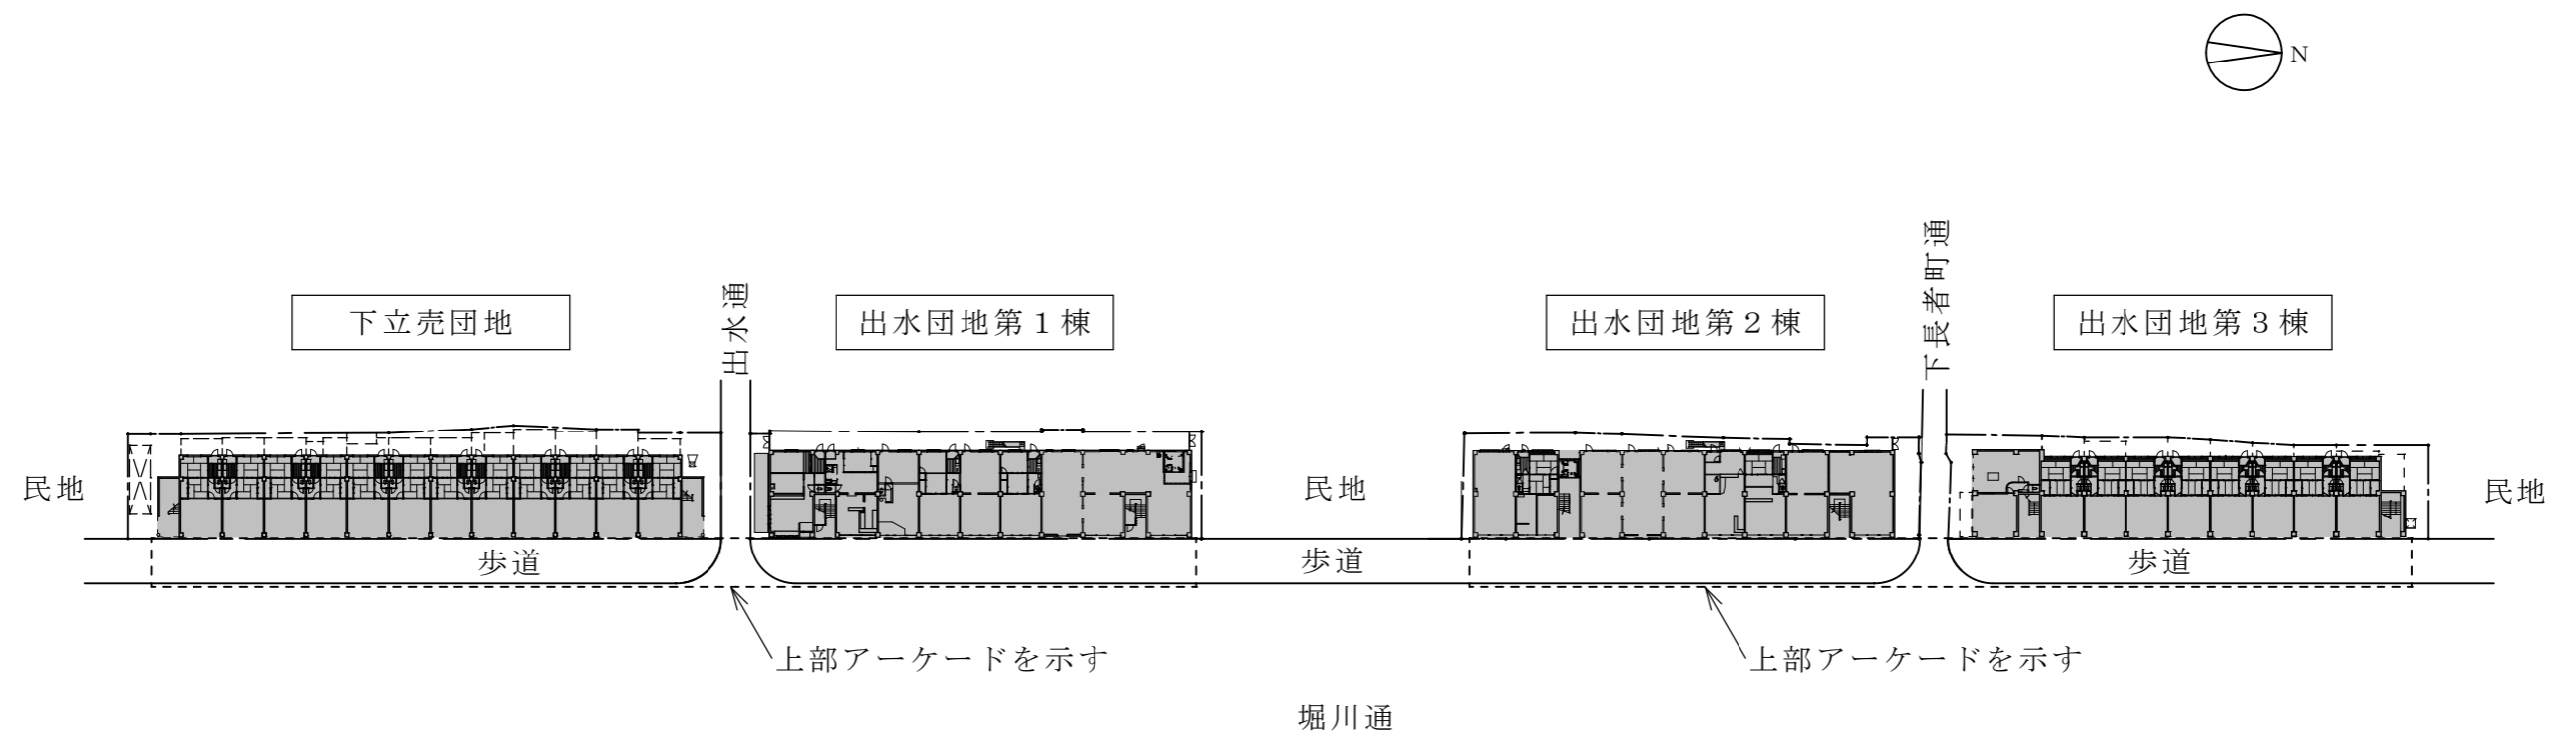 N
下長者町通
出水通
下立売団地
出水団地第１棟
出水団地第２棟
出水団地第３棟
民地
民地
民地
歩道
歩道
歩道
上部アーケードを示す
上部アーケードを示す
堀川通